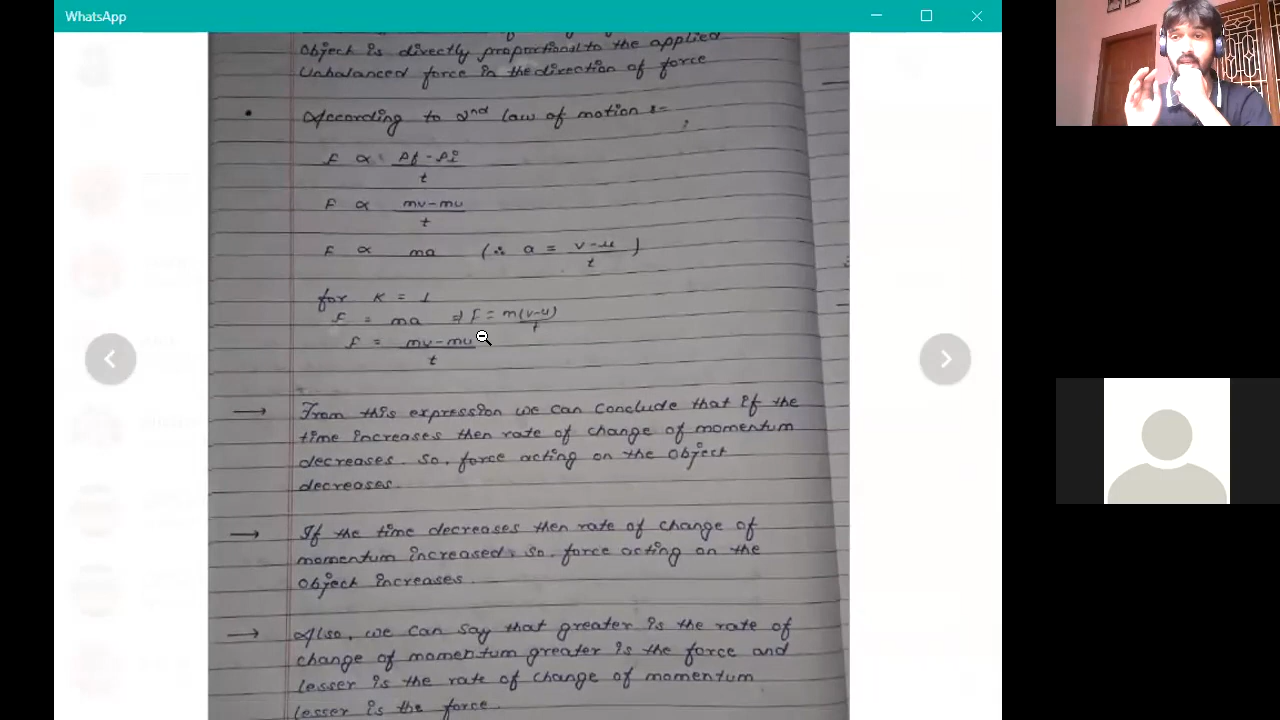 WhatsApp
object is directly proportional to the applied
Unbalanced force in the direction of force
• According to 2nd law of motion :-
F ∝ Pf - Pi / t
F ∝ mv - mu / t
F ∝ ma (∴ a = v-u / t )
for K = 1
F = ma ⇒ F = m(v-u) / t
F = mv - mu / t
→ From this expression we can conclude that if the
time increases then rate of change of momentum
decreases. So, force acting on the object
decreases.
→ If the time decreases then rate of change of
momentum increased. so, force acting on the
object increases.
→ Also, we can say that greater is the rate of
change of momentum greater is the force and
lesser is the rate of change of momentum
lesser is the force.